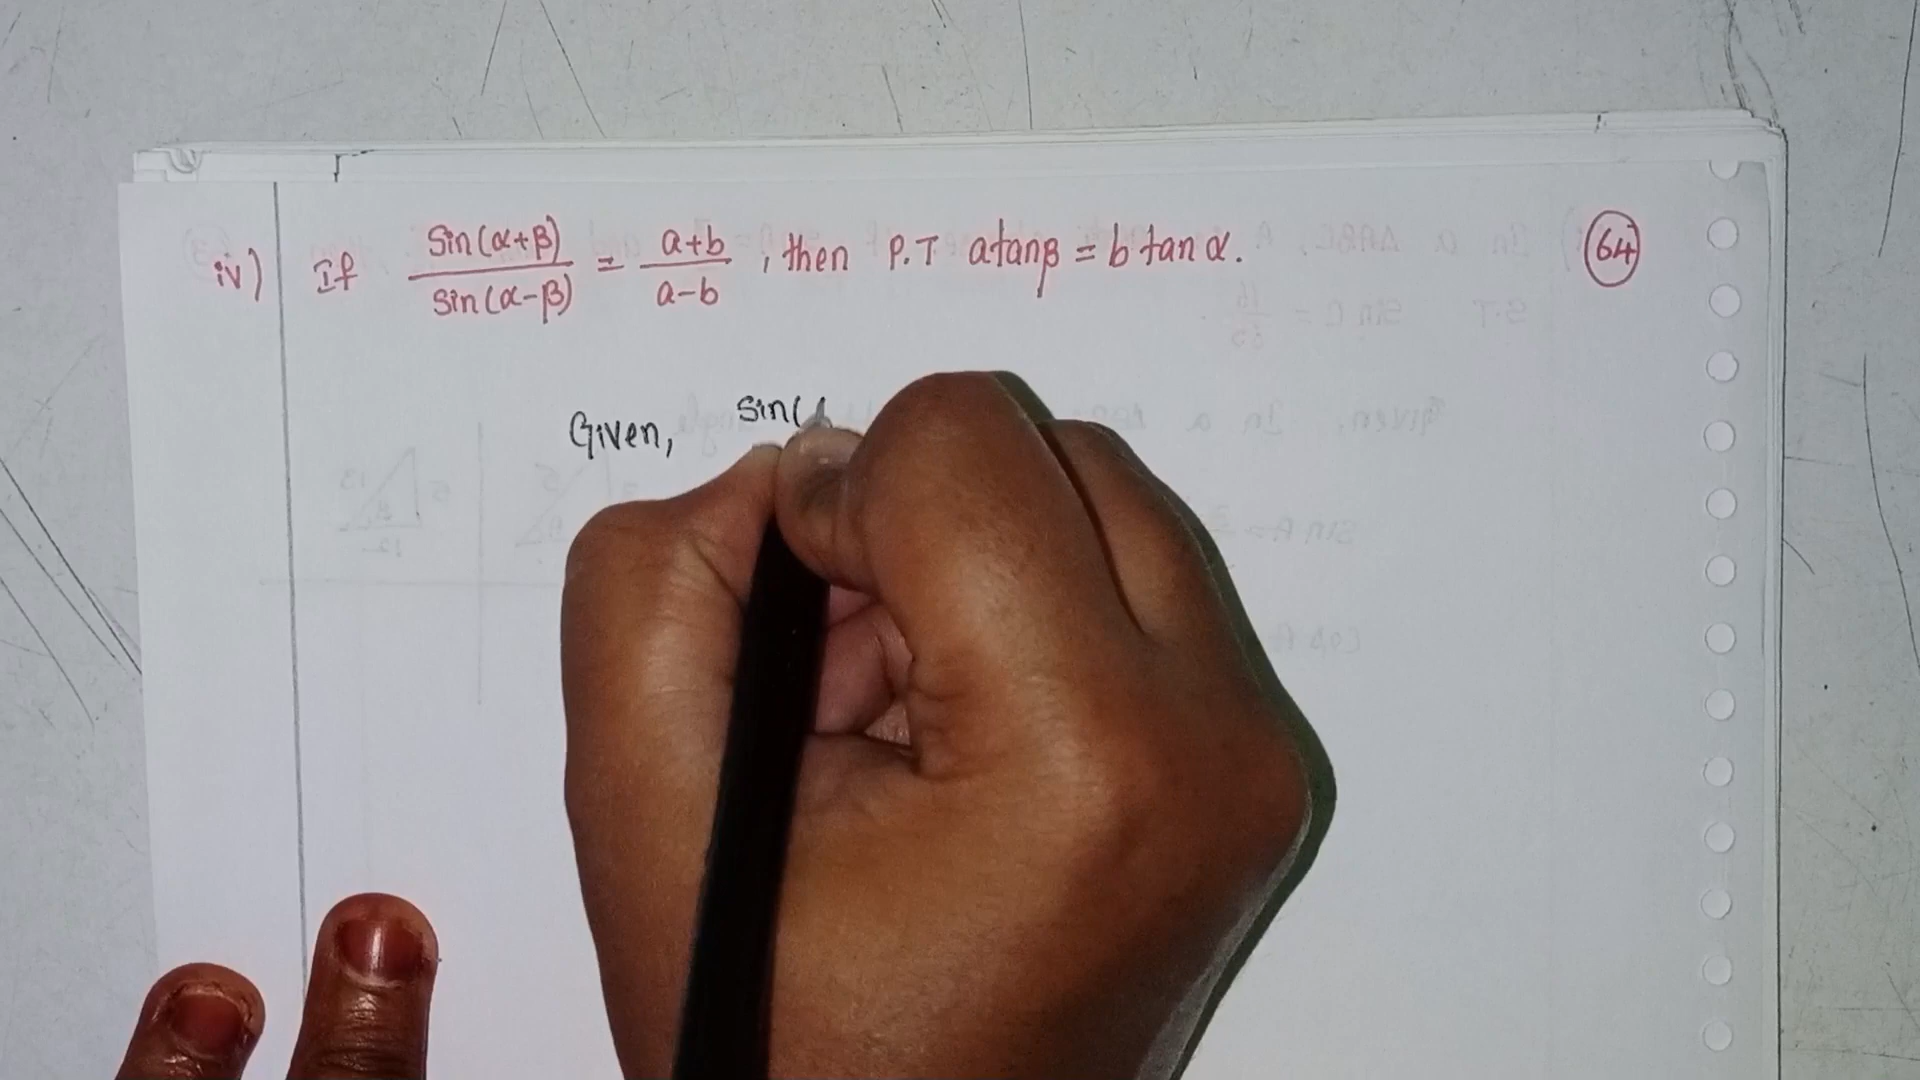 iv) If Sin(α+β)/Sin(α-β) = a+b/a-b , then P.T a tanβ = b tan α. 64
Given, Sin(